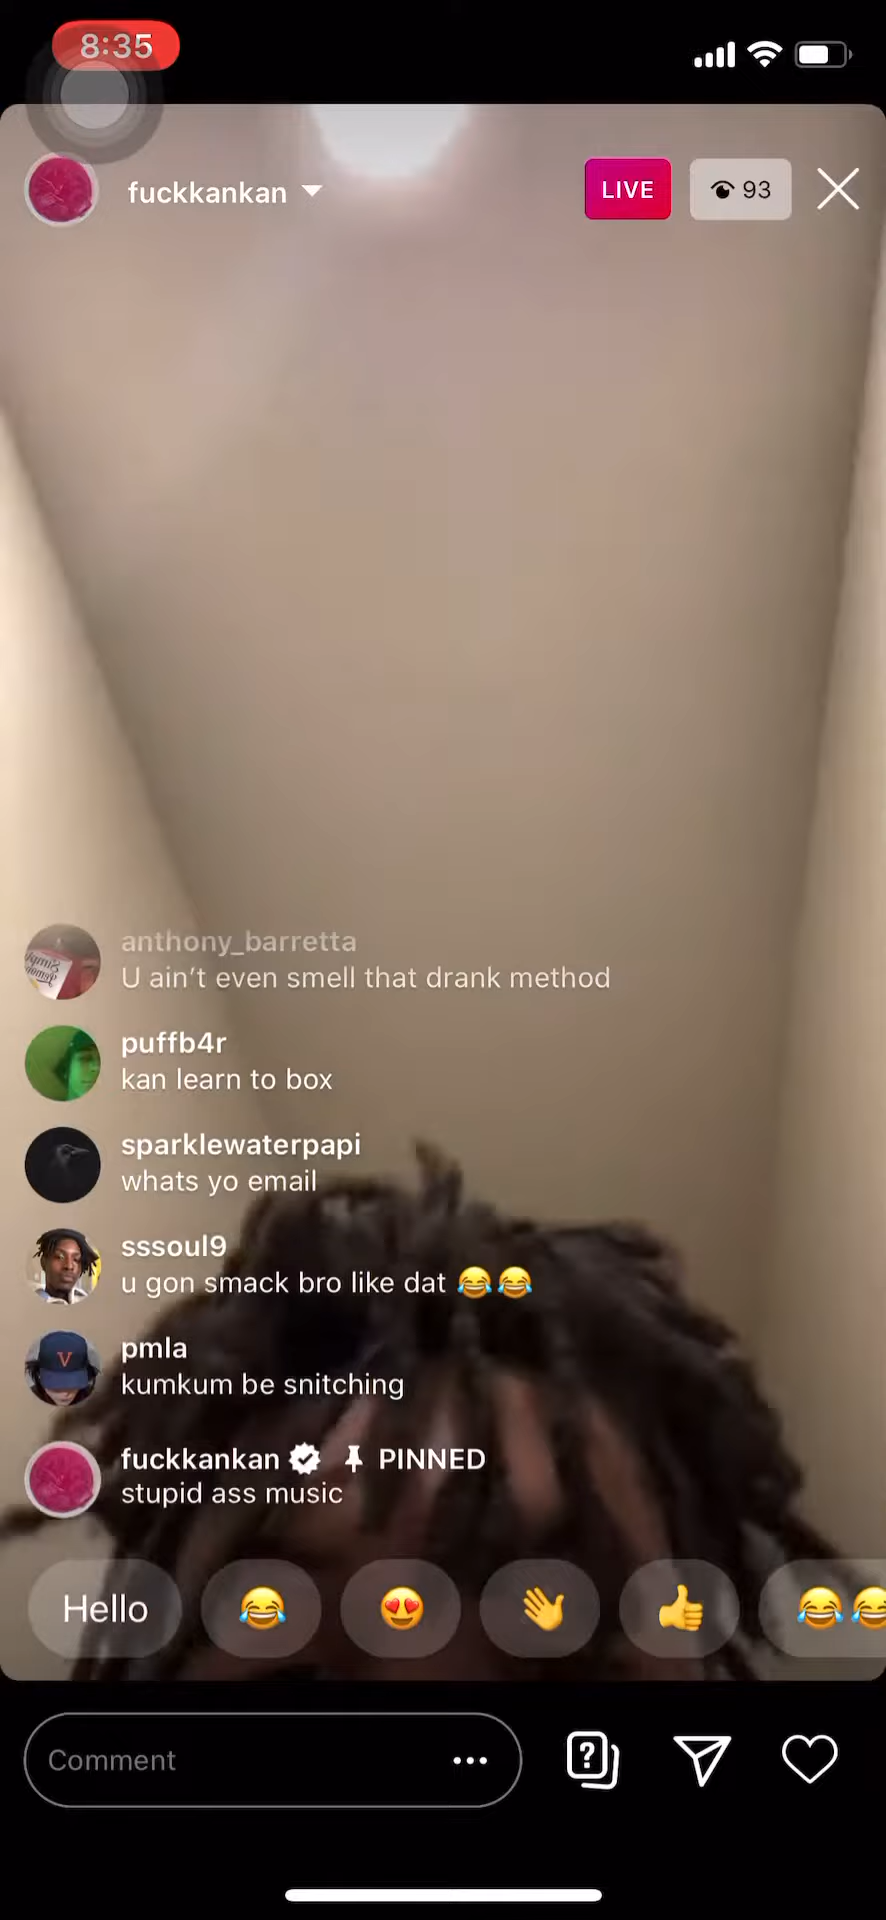 8:35
fuckkankan
LIVE
93
anthony_barretta
U ain’t even smell that drank method
puffb4r
kan learn to box
sparklewaterpapi
whats yo email
sssoul9
u gon smack bro like dat 😂😂
V
pmla
kumkum be snitching
fuckkankan PINNED
stupid ass music
Hello 😂 😍 👋 👍 😂😂
Comment